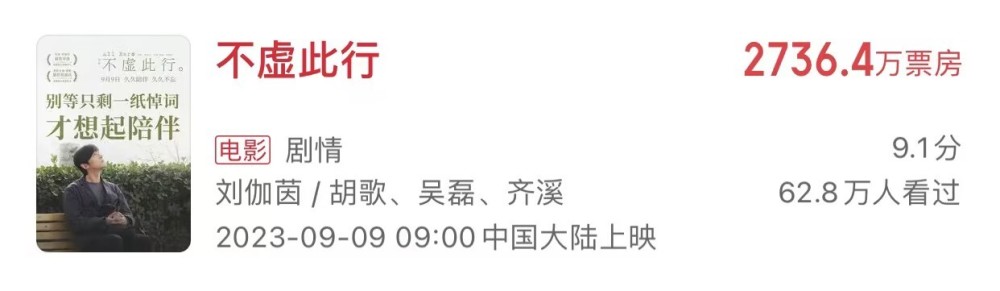 不虚此行
2736.4万票房
电影 剧情
9.1分
刘伽茵 / 胡歌、吴磊、齐溪
62.8万人看过
2023-09-09 09:00中国大陆上映
不虚此行。
别等只剩一纸悼词
才想起陪伴